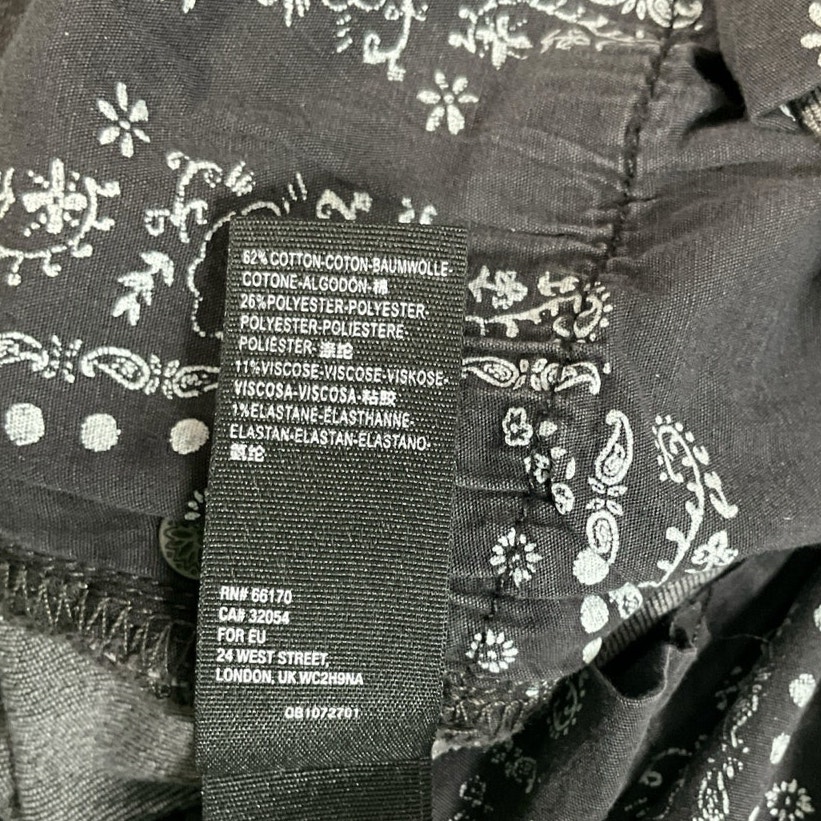 62% COTTON-COTON-BAUMWOLLE-
COTONE-ALGODON-棉
26%POLYESTER-POLYESTER-
POLYESTER-POLIESTERE-
POLIESTER-涤纶
11%VISCOSE-VISCOSE-VISKOSE-
VISCOSA-VISCOSA-粘胶
1%ELASTANE-ÉLASTHANNE-
ELASTAN-ELASTAN-ELASTANO-
氨纶
RN# 66170
CA# 32054
FOR EU
24 WEST STREET,
LONDON, UK WC2H9NA
OB1072701